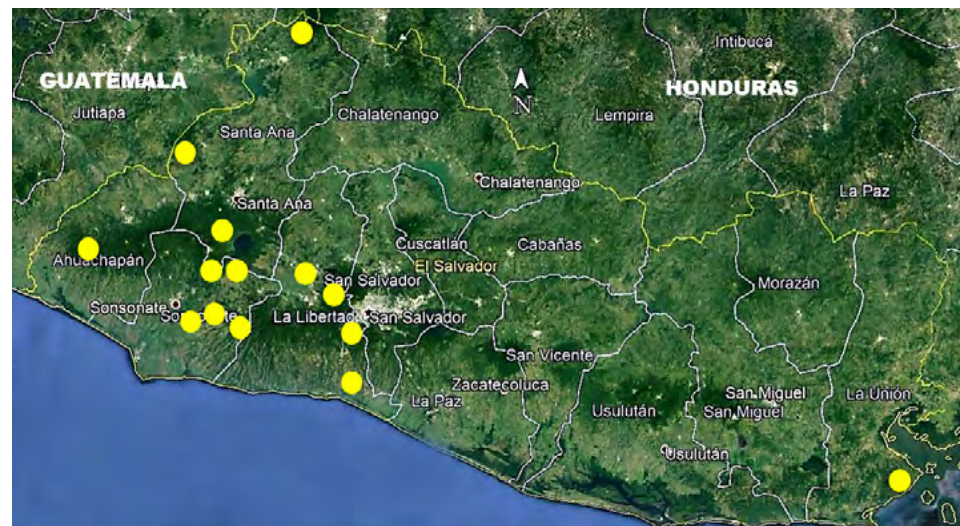 Intibucá
GUATEMALA
HONDURAS
Jutiapa
N
Chalatenango
Lempira
Santa Ana
Chalatenango
La Paz
Santa Ana
Cuscatlán
Cabañas
Ahuachapán
El Salvador
San Salvador
Morazán
Sonsonate
La Libertad
San Salvador
San Vicente
Zacatecoluca
La Paz
San Miguel
La Unión
Usulután
San Miguel
Usulután